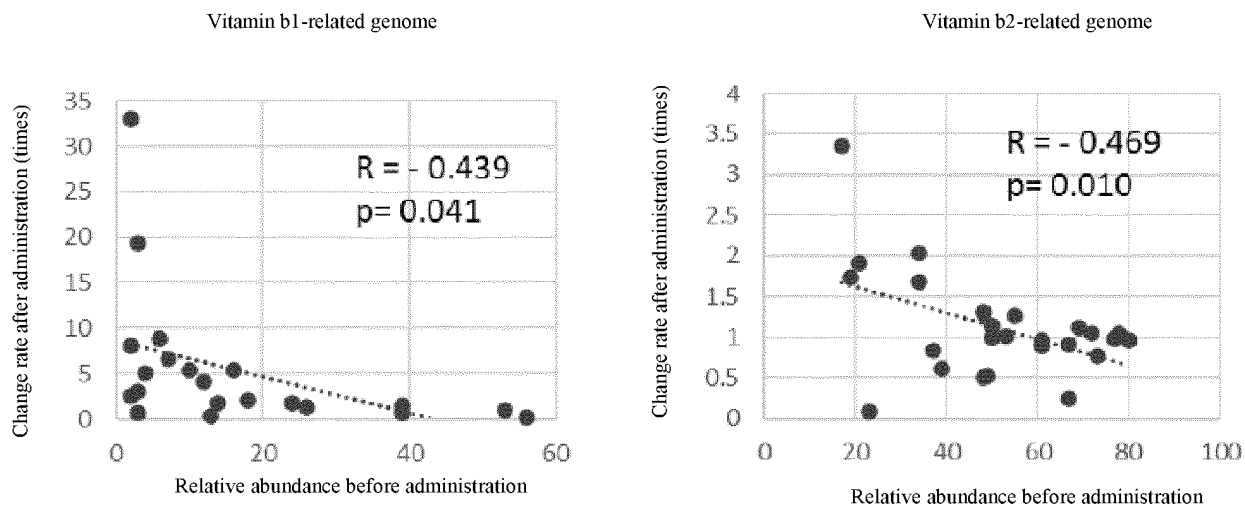 Vitamin b1-related genome
Change rate after administration (times)
35
30
25
20
15
10
5
0
R = - 0.439
p= 0.041
0 20 40 60
Relative abundance before administration
Vitamin b2-related genome
Change rate after administration (times)
4
3.5
3
2.5
2
1.5
1
0.5
0
R = - 0.469
p= 0.010
0 20 40 60 80 100
Relative abundance before administration